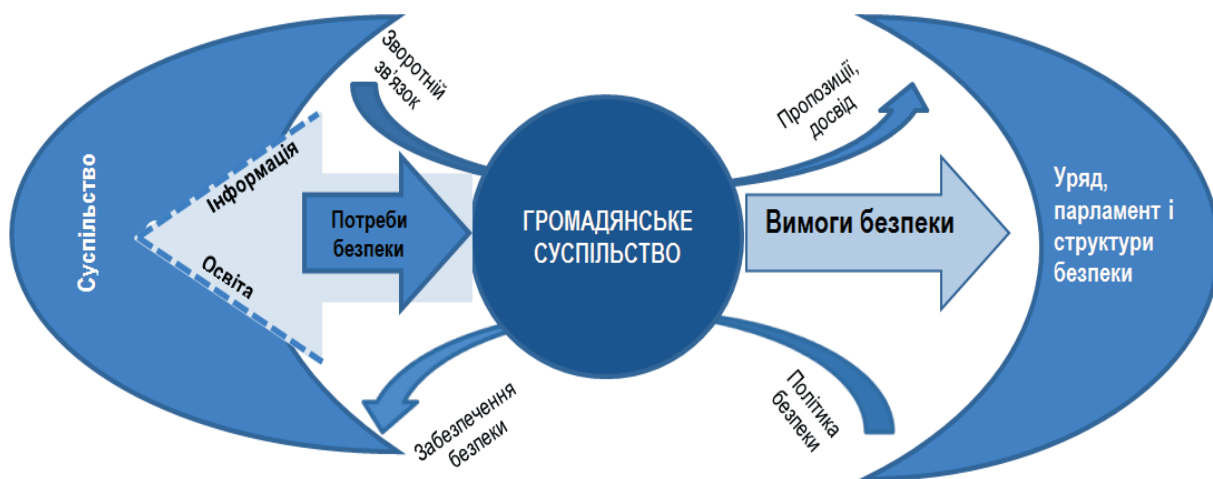 Суспільство
Інформація
Освіта
Зворотній
зв'язок
Потреби
безпеки
Забезпечення
безпеки
ГРОМАДЯНСЬКЕ
СУСПІЛЬСТВО
Пропозиції,
досвід
Вимоги безпеки
Політика
безпеки
Уряд,
парламент і
структури
безпеки